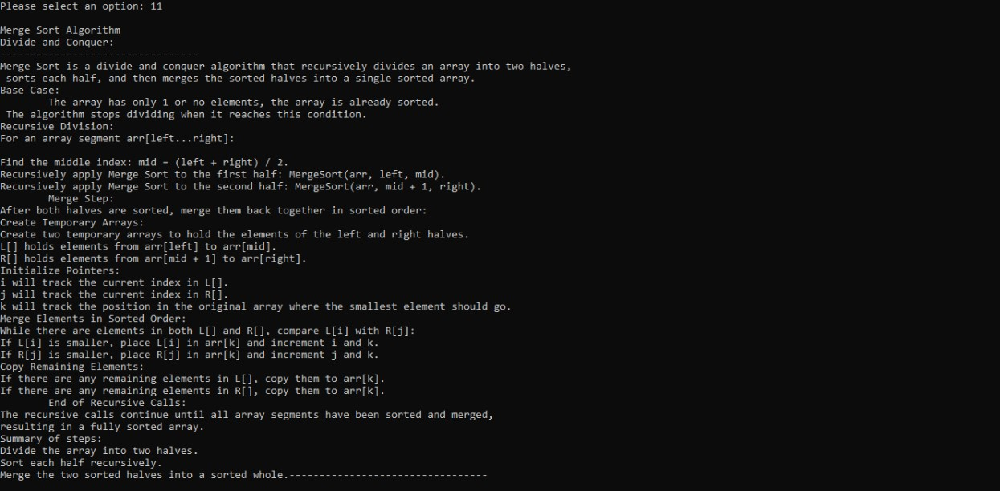 Please select an option: 11

Merge Sort Algorithm
Divide and Conquer:
---------------------------------
Merge Sort is a divide and conquer algorithm that recursively divides an array into two halves,
 sorts each half, and then merges the sorted halves into a single sorted array.
Base Case:
        The array has only 1 or no elements, the array is already sorted.
 The algorithm stops dividing when it reaches this condition.
Recursive Division:
For an array segment arr[left...right]:

Find the middle index: mid = (left + right) / 2.
Recursively apply Merge Sort to the first half: MergeSort(arr, left, mid).
Recursively apply Merge Sort to the second half: MergeSort(arr, mid + 1, right).
        Merge Step:
After both halves are sorted, merge them back together in sorted order:
Create Temporary Arrays:
Create two temporary arrays to hold the elements of the left and right halves.
L[] holds elements from arr[left] to arr[mid].
R[] holds elements from arr[mid + 1] to arr[right].
Initialize Pointers:
i will track the current index in L[].
j will track the current index in R[].
k will track the position in the original array where the smallest element should go.
Merge Elements in Sorted Order:
While there are elements in both L[] and R[], compare L[i] with R[j]:
If L[i] is smaller, place L[i] in arr[k] and increment i and k.
If R[j] is smaller, place R[j] in arr[k] and increment j and k.
Copy Remaining Elements:
If there are any remaining elements in L[], copy them to arr[k].
If there are any remaining elements in R[], copy them to arr[k].
        End of Recursive Calls:
The recursive calls continue until all array segments have been sorted and merged,
resulting in a fully sorted array.
Summary of steps:
Divide the array into two halves.
Sort each half recursively.
Merge the two sorted halves into a sorted whole.---------------------------------